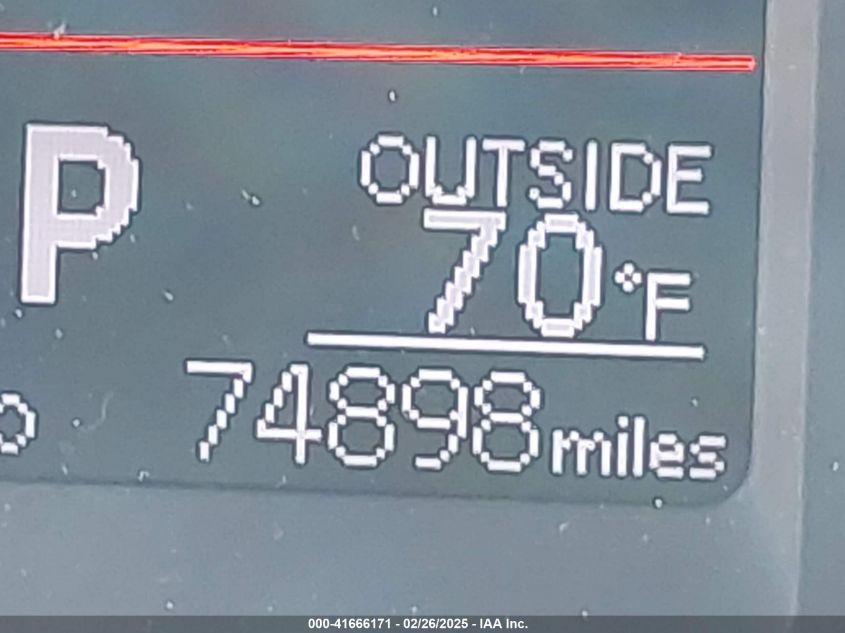 P
OUTSIDE
70°F
74898 miles
000-41666171 - 02/26/2025 - IAA Inc.